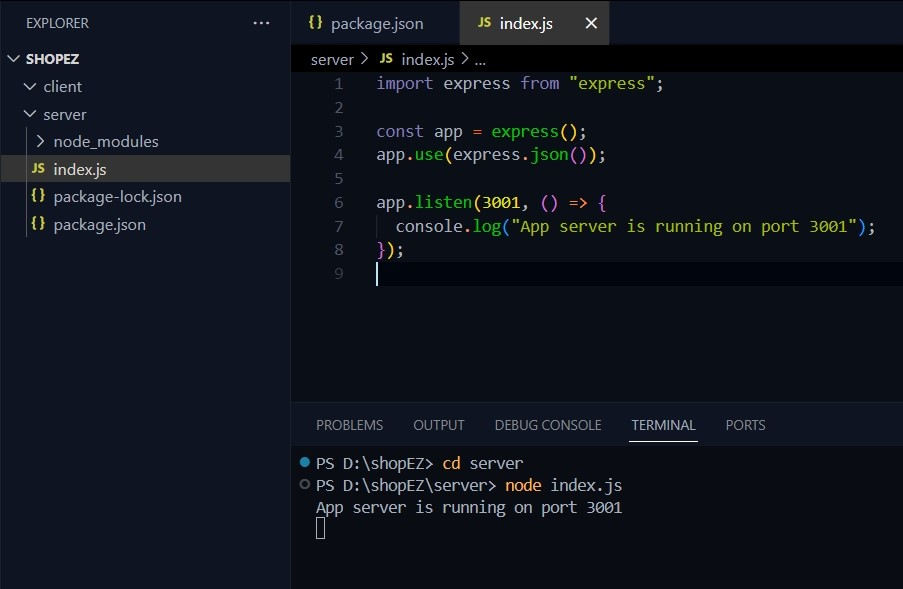 EXPLORER ...
SHOPEZ
client
server
node_modules
JS index.js
{} package-lock.json
{} package.json
{} package.json JS index.js ×
server > JS index.js > ...
1 import express from "express";
2
3 const app = express();
4 app.use(express.json());
5
6 app.listen(3001, () => {
7 console.log("App server is running on port 3001");
8 });
9
PROBLEMS OUTPUT DEBUG CONSOLE TERMINAL PORTS
PS D:\shopEZ> cd server
PS D:\shopEZ\server> node index.js
App server is running on port 3001